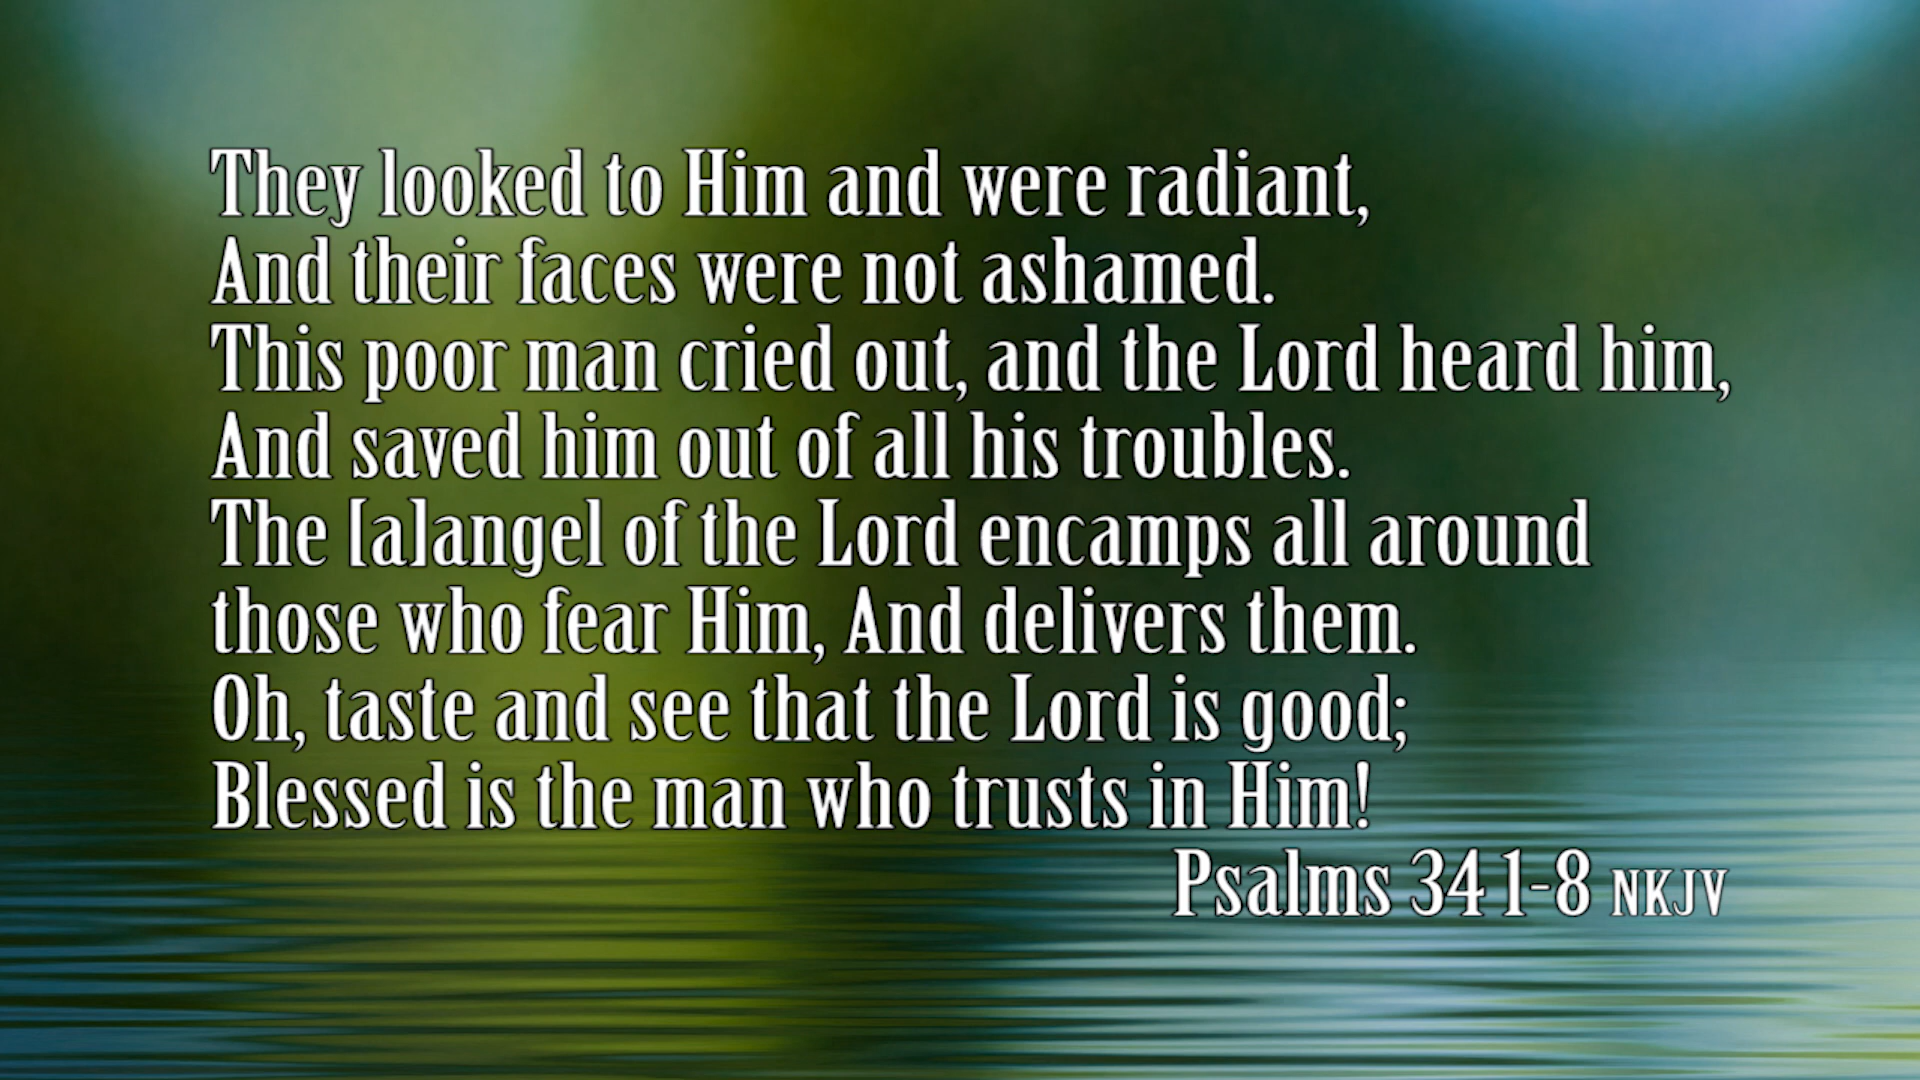 They looked to Him and were radiant,
And their faces were not ashamed.
This poor man cried out, and the Lord heard him,
And saved him out of all his troubles.
The [a]angel of the Lord encamps all around
those who fear Him, And delivers them.
Oh, taste and see that the Lord is good;
Blessed is the man who trusts in Him!
Psalms 34 1-8 NKJV